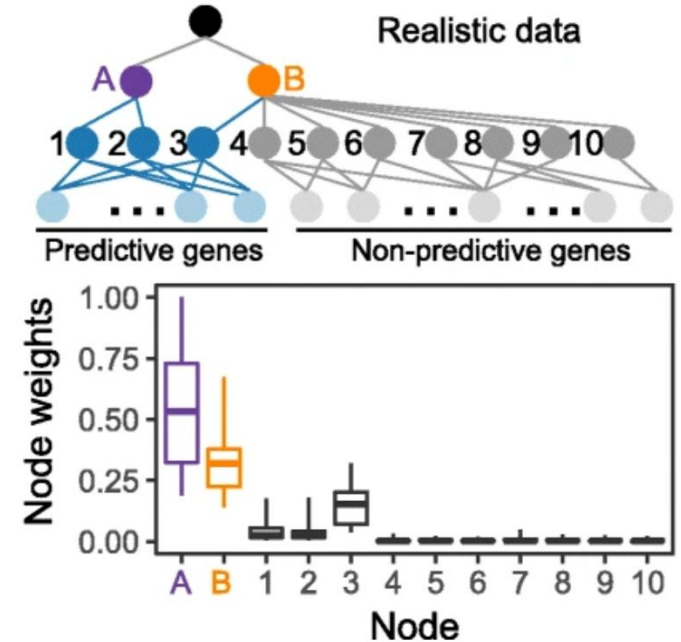 Realistic data
A B
1 2 3 4 5 6 7 8 9 10
Predictive genes Non-predictive genes
Node weights
1.00
0.75
0.50
0.25
0.00
A B 1 2 3 4 5 6 7 8 9 10
Node